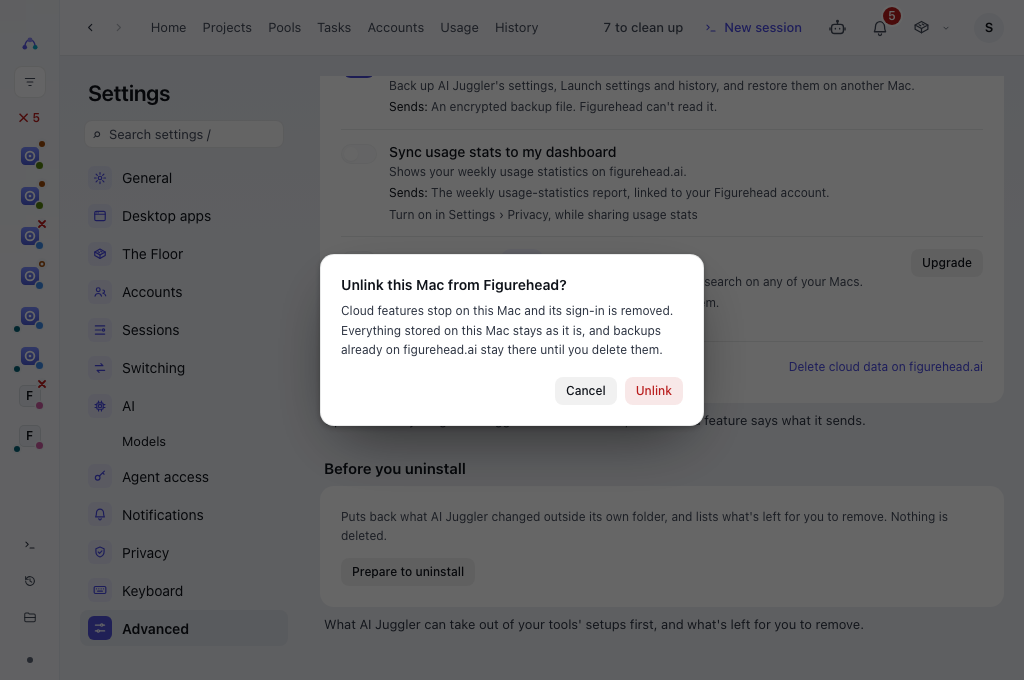 Home Projects Pools Tasks Accounts Usage History 7 to clean up New session 5 S
5
F
F
Settings
Search settings /
General
Desktop apps
The Floor
Accounts
Sessions
Switching
AI
Models
Agent access
Notifications
Privacy
Keyboard
Advanced
Back up AI Juggler's settings, Launch settings and history, and restore them on another Mac.
Sends: An encrypted backup file. Figurehead can't read it.
Sync usage stats to my dashboard
Shows your weekly usage statistics on figurehead.ai.
Sends: The weekly usage-statistics report, linked to your Figurehead account.
Turn on in Settings › Privacy, while sharing usage stats
Upgrade
search on any of your Macs.
Unlink this Mac from Figurehead?
Cloud features stop on this Mac and its sign-in is removed.
Everything stored on this Mac stays as it is, and backups
already on figurehead.ai stay there until you delete them.
Cancel Unlink
Delete cloud data on figurehead.ai
feature says what it sends.
Before you uninstall
Puts back what AI Juggler changed outside its own folder, and lists what's left for you to remove. Nothing is
deleted.
Prepare to uninstall
What AI Juggler can take out of your tools' setups first, and what's left for you to remove.